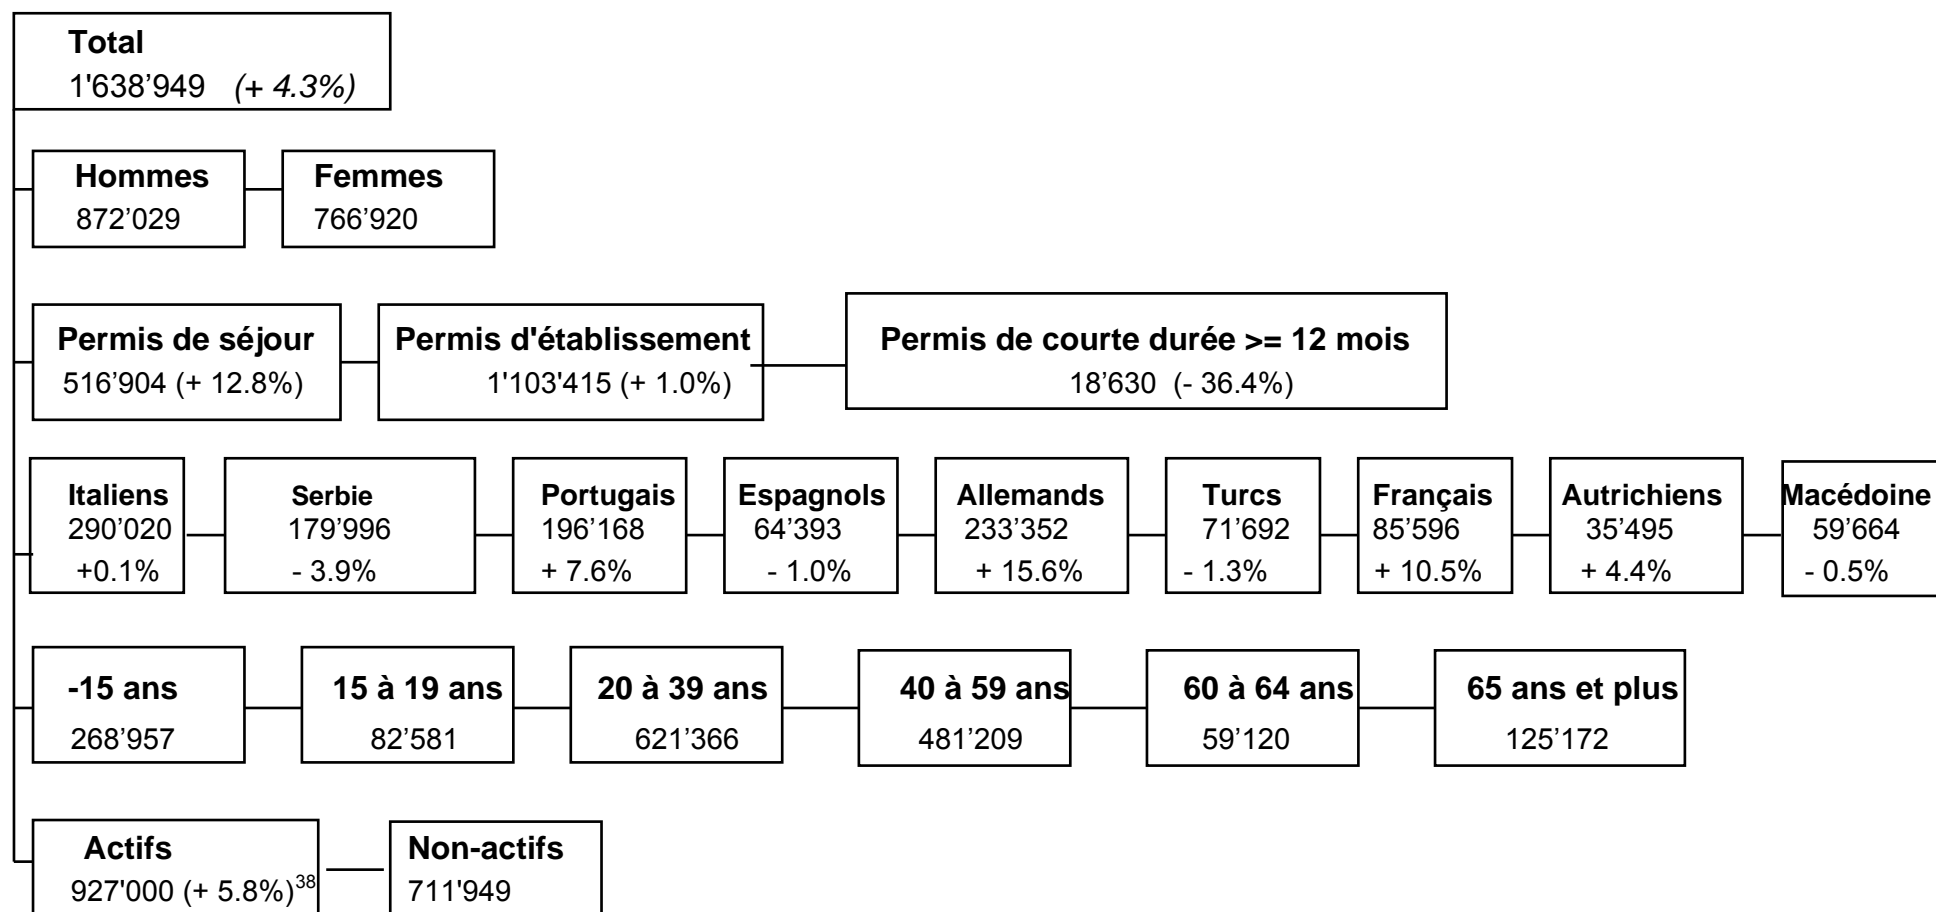 Total
1'638’949 (+ 4.3%)
Hommes
872’029
Femmes
766’920
Permis de séjour
516’904 (+ 12.8%)
Permis d'établissement
1'103'415 (+ 1.0%)
Permis de courte durée >= 12 mois
18’630 (- 36.4%)
Italiens
290’020
+0.1%
Serbie
179’996
- 3.9%
Portugais
196’168
+ 7.6%
Espagnols
64’393
- 1.0%
Allemands
233’352
+ 15.6%
Turcs
71’692
- 1.3%
Français
85’596
+ 10.5%
Autrichiens
35’495
+ 4.4%
Macédoine
59’664
- 0.5%
-15 ans
268’957
15 à 19 ans
82’581
20 à 39 ans
621’366
40 à 59 ans
481’209
60 à 64 ans
59’120
65 ans et plus
125’172
Actifs
927'000 (+ 5.8%)38
Non-actifs
711'949